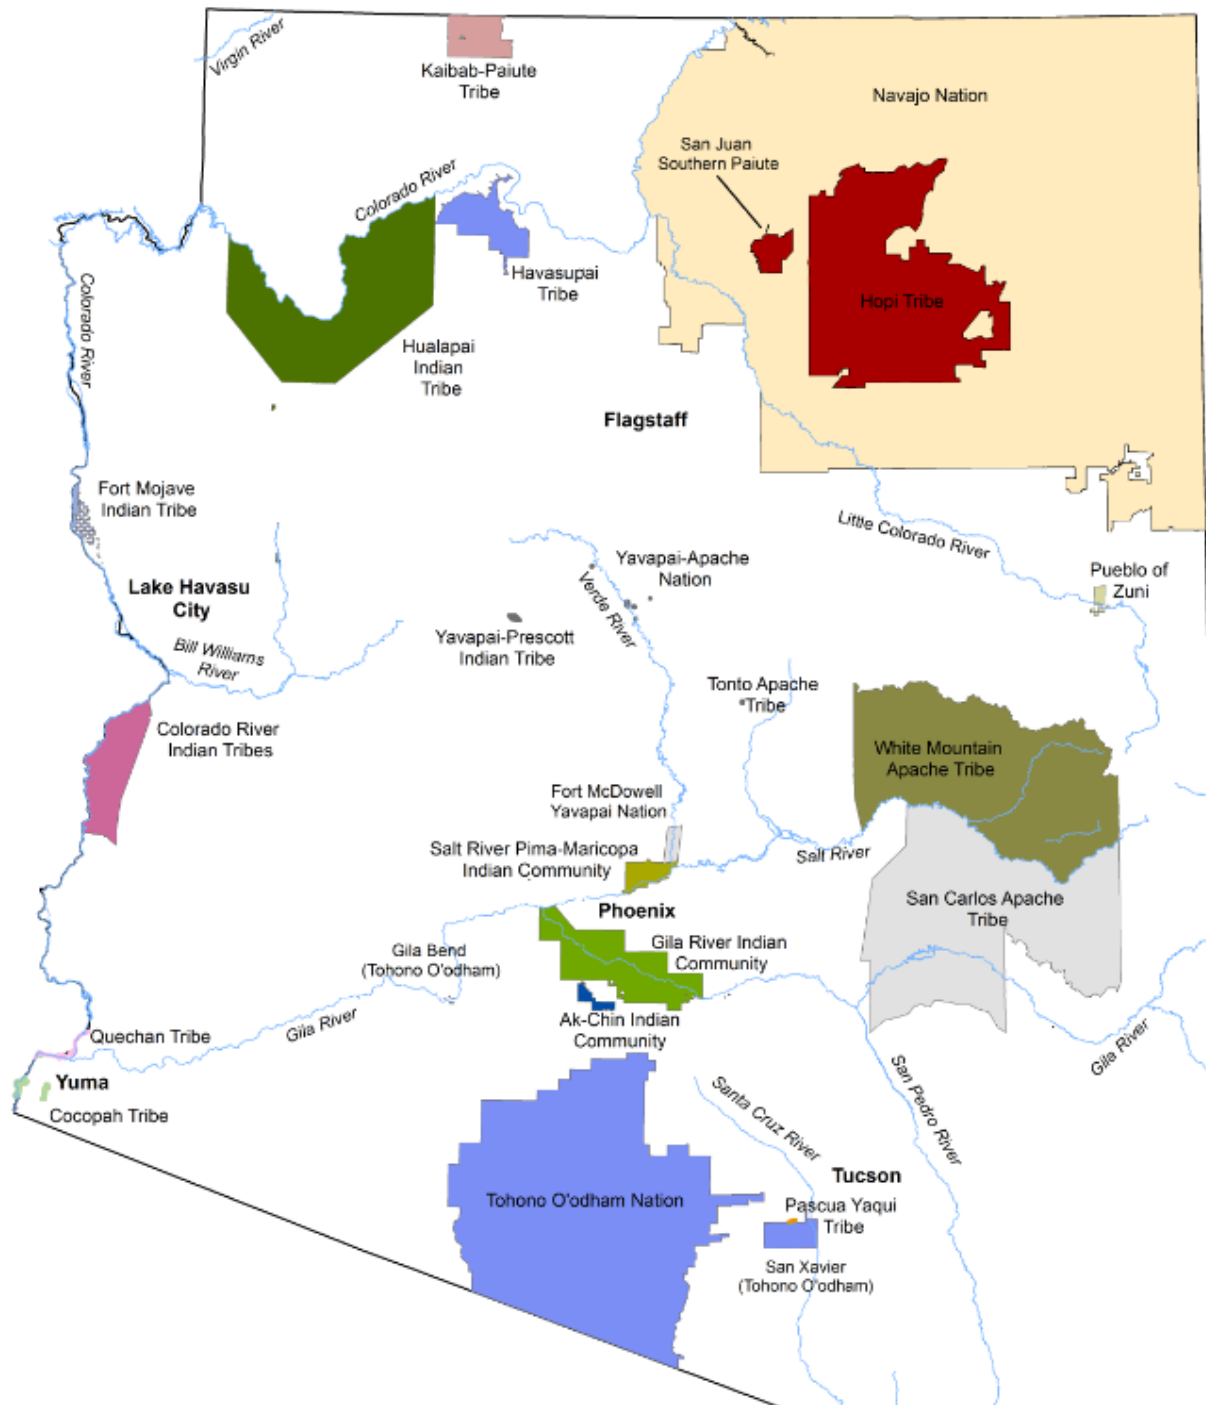 Virgin River
Kaibab-Paiute
Tribe
Navajo Nation
San Juan
Southern Paiute
Colorado River
Havasupai
Tribe
Hopi Tribe
Colorado River
Hualapai
Indian
Tribe
Flagstaff
Fort Mojave
Indian Tribe
Little Colorado River
Yavapai-Apache
Nation
Pueblo of
Zuni
Lake Havasu
City
Verde River
Yavapai-Prescott
Indian Tribe
Bill Williams
River
Tonto Apache
Tribe
Colorado River
Indian Tribes
White Mountain
Apache Tribe
Fort McDowell
Yavapai Nation
Salt River Pima-Maricopa
Indian Community
Salt River
San Carlos Apache
Tribe
Phoenix
Gila River Indian
Community
Gila Bend
(Tohono O'odham)
Ak-Chin Indian
Community
Gila River
Quechan Tribe
Gila River
Yuma
Cocopah Tribe
Santa Cruz River
San Pedro River
Tucson
Tohono O'odham Nation
Pascua Yaqui
Tribe
San Xavier
(Tohono O'odham)